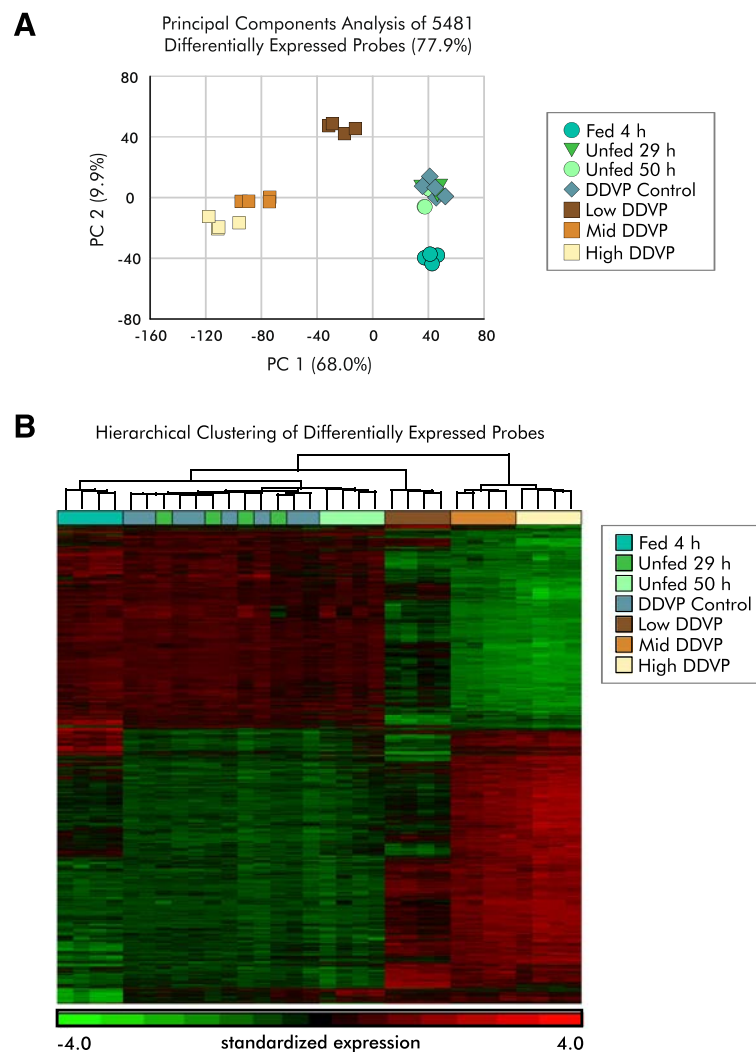 A
Principal Components Analysis of 5481
Differentially Expressed Probes (77.9%)
80
40
0
-40
-80
PC 2 (9.9%)
-160 -120 -80 -40 0 40 80
PC 1 (68.0%)
Fed 4 h
Unfed 29 h
Unfed 50 h
DDVP Control
Low DDVP
Mid DDVP
High DDVP
B
Hierarchical Clustering of Differentially Expressed Probes
Fed 4 h
Unfed 29 h
Unfed 50 h
DDVP Control
Low DDVP
Mid DDVP
High DDVP
-4.0 standardized expression 4.0